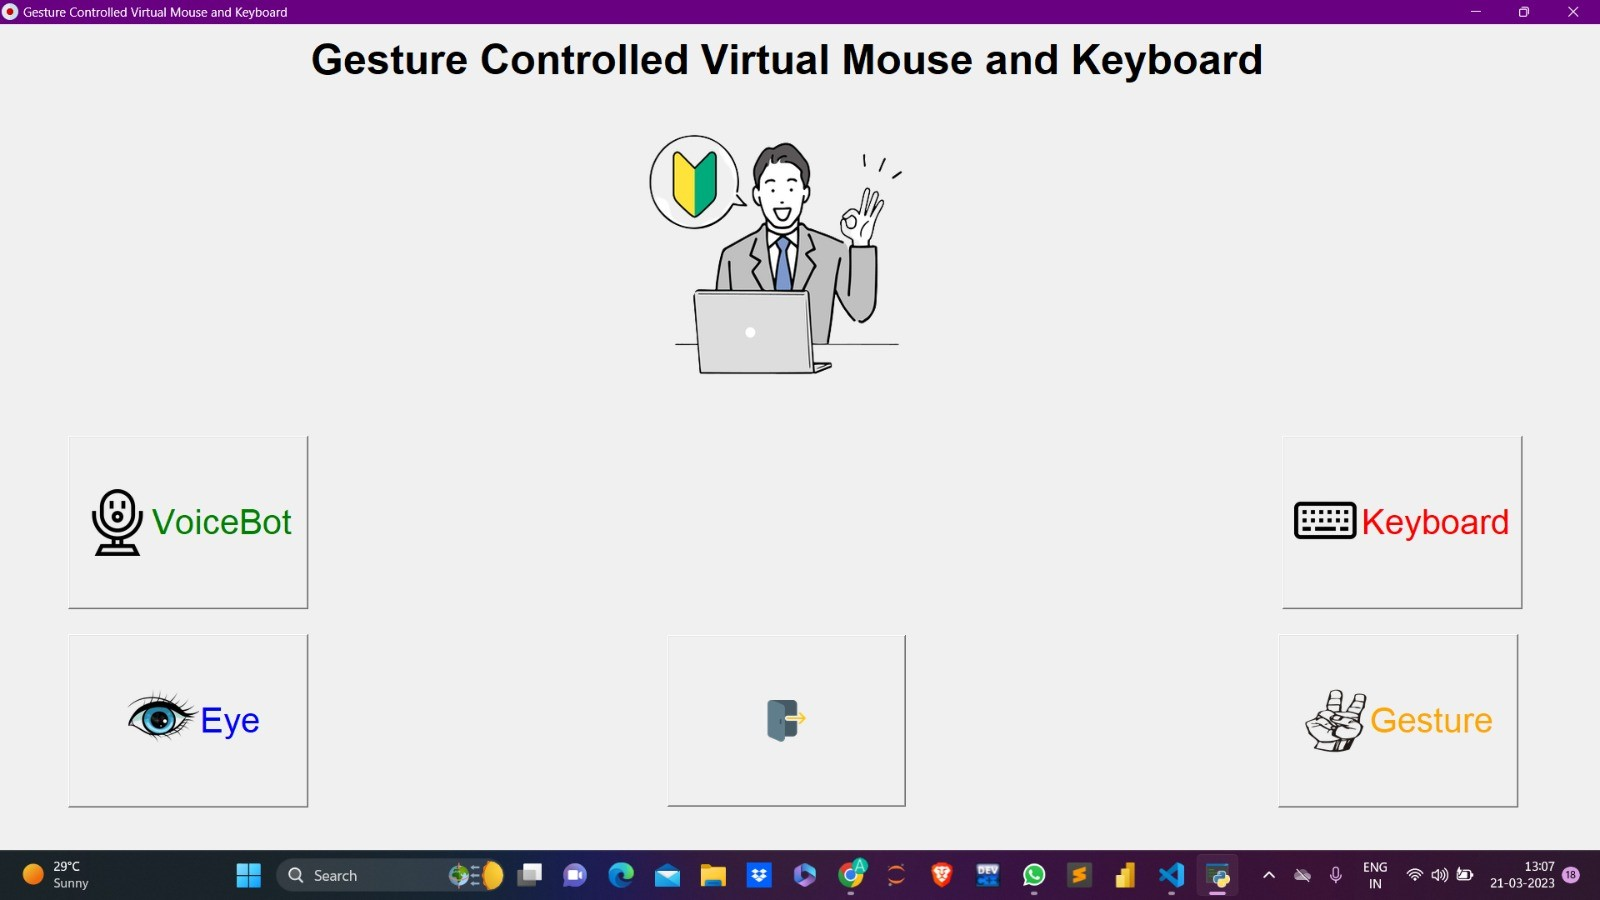 Gesture Controlled Virtual Mouse and Keyboard
Gesture Controlled Virtual Mouse and Keyboard
VoiceBot
Keyboard
Eye
Gesture
29°C
Sunny
Search
DEV
C++
A
ENG
IN
13:07
21-03-2023
18